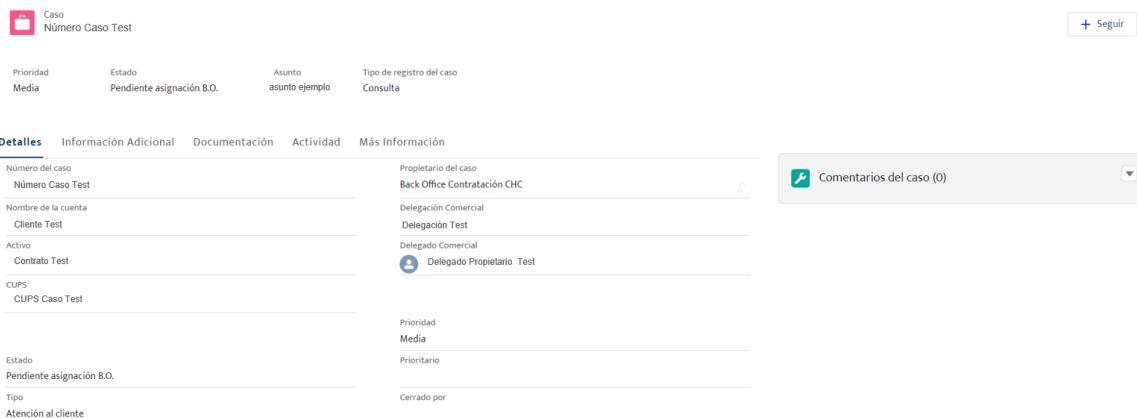 Caso
Número Caso Test
+ Seguir
Prioridad Estado Asunto Tipo de registro del caso
Media Pendiente asignación B.O. asunto ejemplo Consulta
Detalles Información Adicional Documentación Actividad Más Información
Número del caso Propietario del caso
Número Caso Test Back Office Contratación CHC
Comentarios del caso (0)
Nombre de la cuenta Delegación Comercial
Cliente Test Delegación Test
Activo Delegado Comercial
Contrato Test Delegado Propietario Test
CUPS
CUPS Caso Test
Prioridad
Media
Estado Prioritario
Pendiente asignación B.O.
Tipo Cerrado por
Atención al cliente